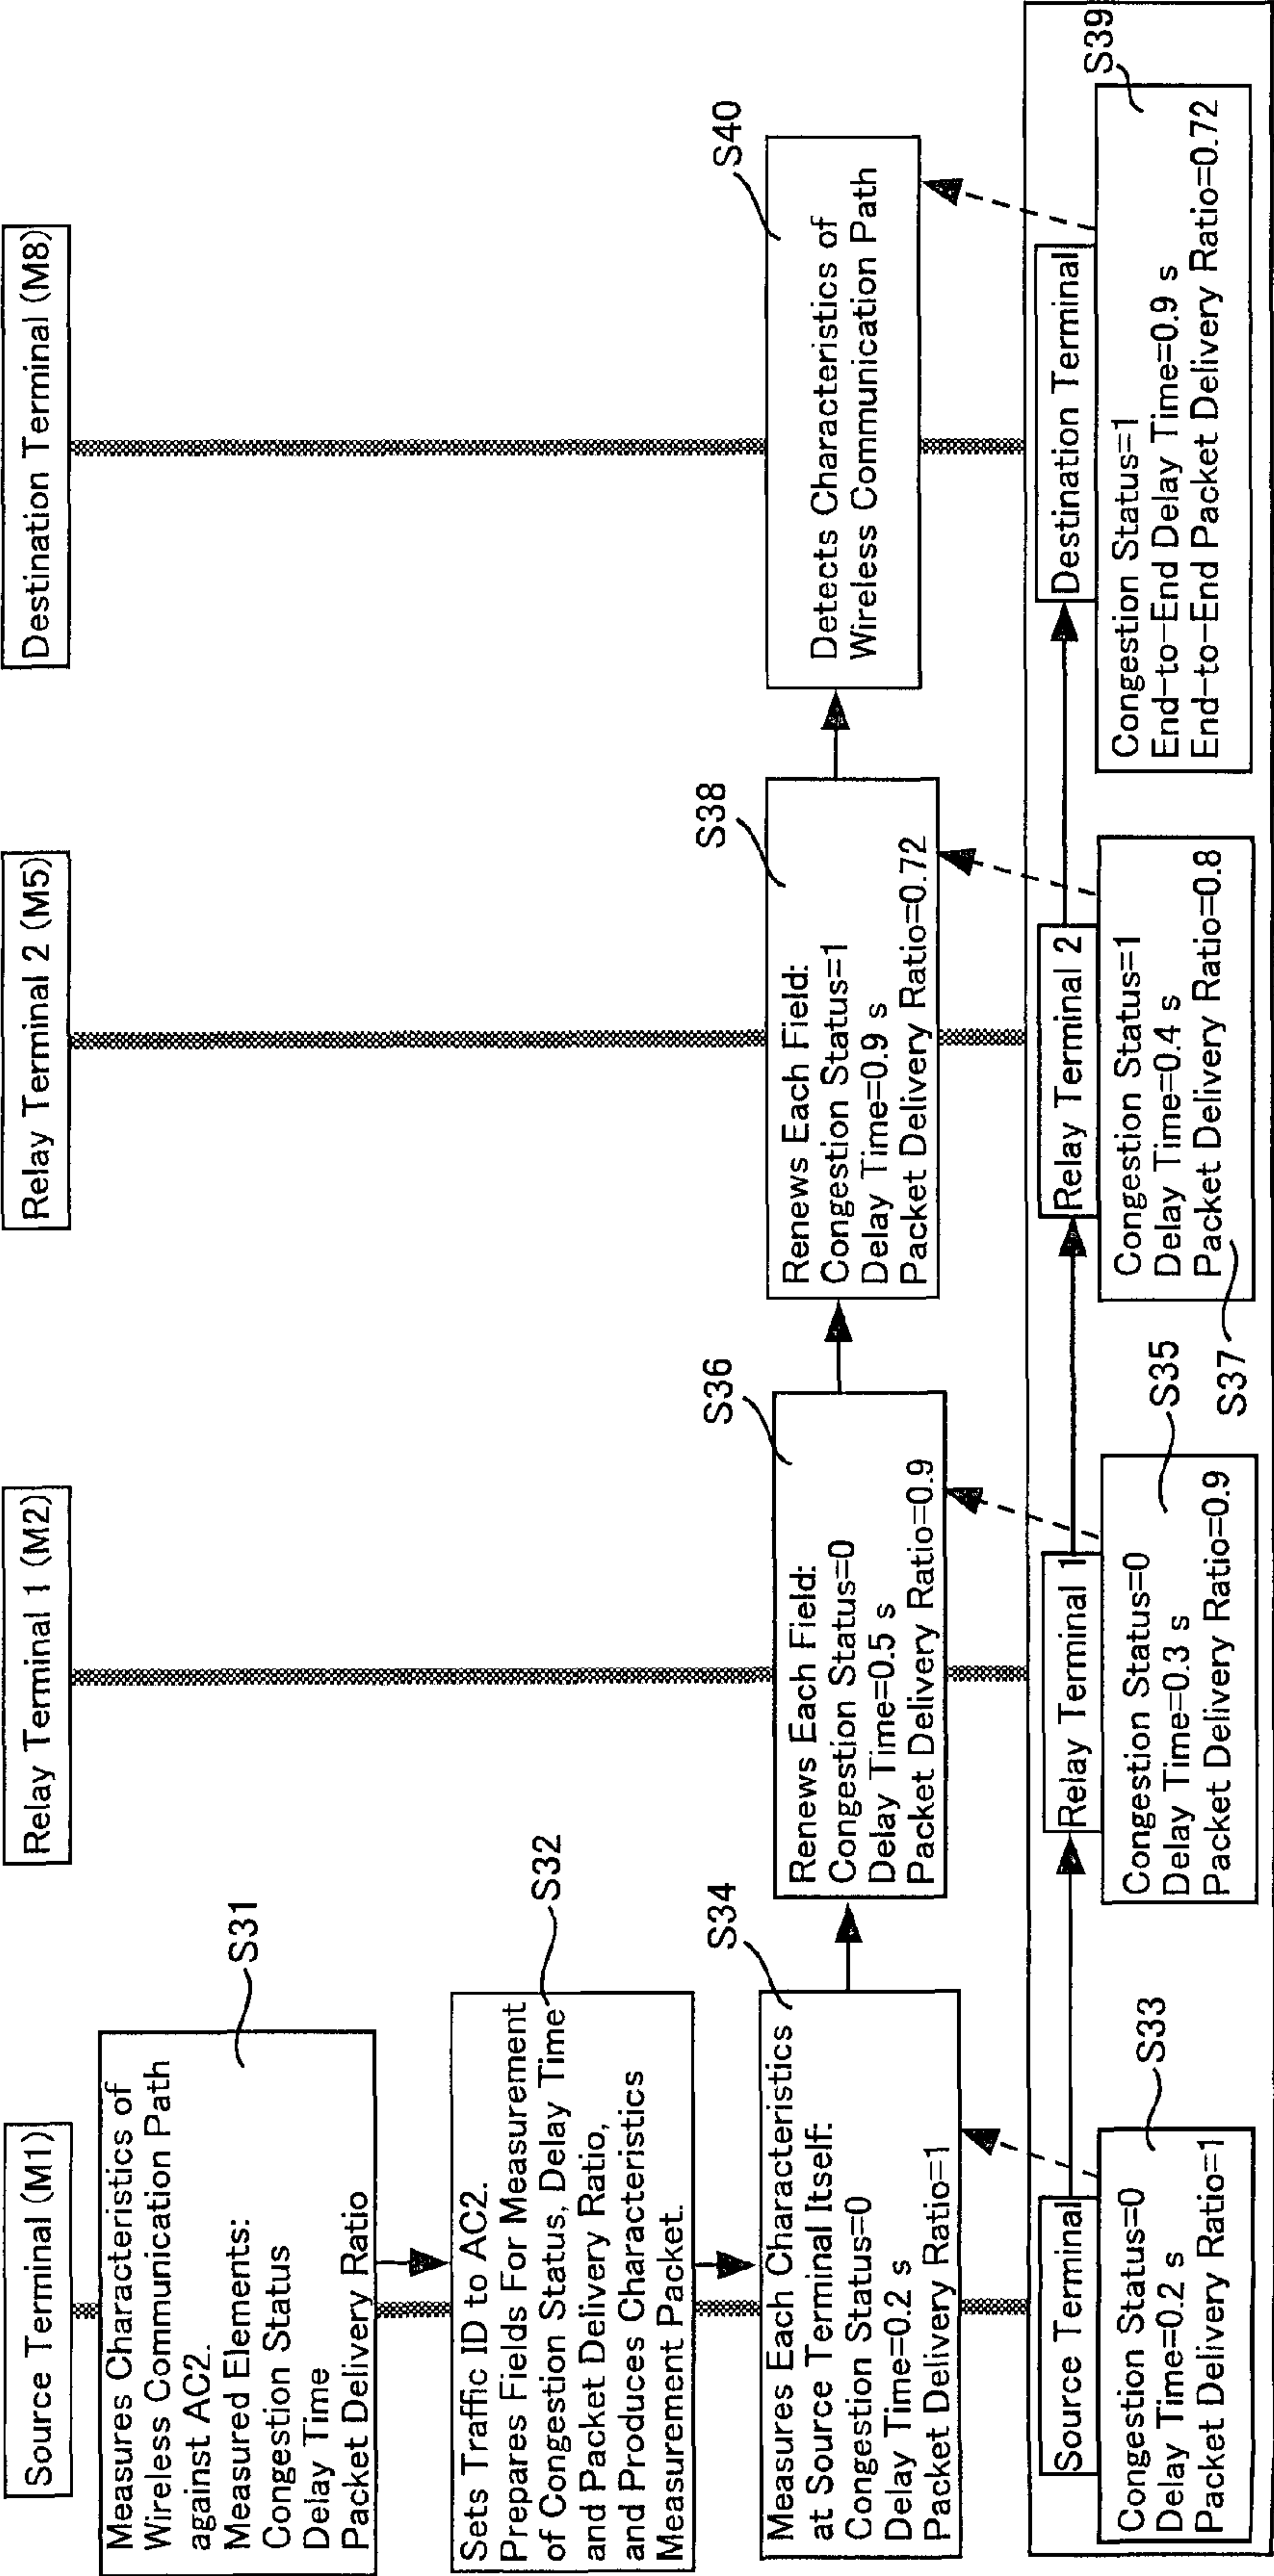 Source Terminal (M1)
Relay Terminal 1 (M2)
Relay Terminal 2 (M5)
Destination Terminal (M8)
Measures Characteristics of
Wireless Communication Path
against AC2.
Measured Elements:
Congestion Status
Delay Time
Packet Delivery Ratio
S31
Sets Traffic ID to AC2.
Prepares Fields For Measurement
of Congestion Status, Delay Time
and Packet Delivery Ratio,
and Produces Characteristics
Measurement Packet.
S32
Measures Each Characteristics
at Source Terminal Itself:
Congestion Status=0
Delay Time=0.2 s
Packet Delivery Ratio=1
S34
Renews Each Field:
Congestion Status=0
Delay Time=0.5 s
Packet Delivery Ratio=0.9
S36
Renews Each Field:
Congestion Status=1
Delay Time=0.9 s
Packet Delivery Ratio=0.72
S38
Detects Characteristics of
Wireless Communication Path
S40
Source Terminal
Congestion Status=0
Delay Time=0.2 s
Packet Delivery Ratio=1
S33
Relay Terminal 1
Congestion Status=0
Delay Time=0.3 s
Packet Delivery Ratio=0.9
S35
Relay Terminal 2
Congestion Status=1
Delay Time=0.4 s
Packet Delivery Ratio=0.8
S37
Destination Terminal
Congestion Status=1
End-to-End Delay Time=0.9 s
End-to-End Packet Delivery Ratio=0.72
S39